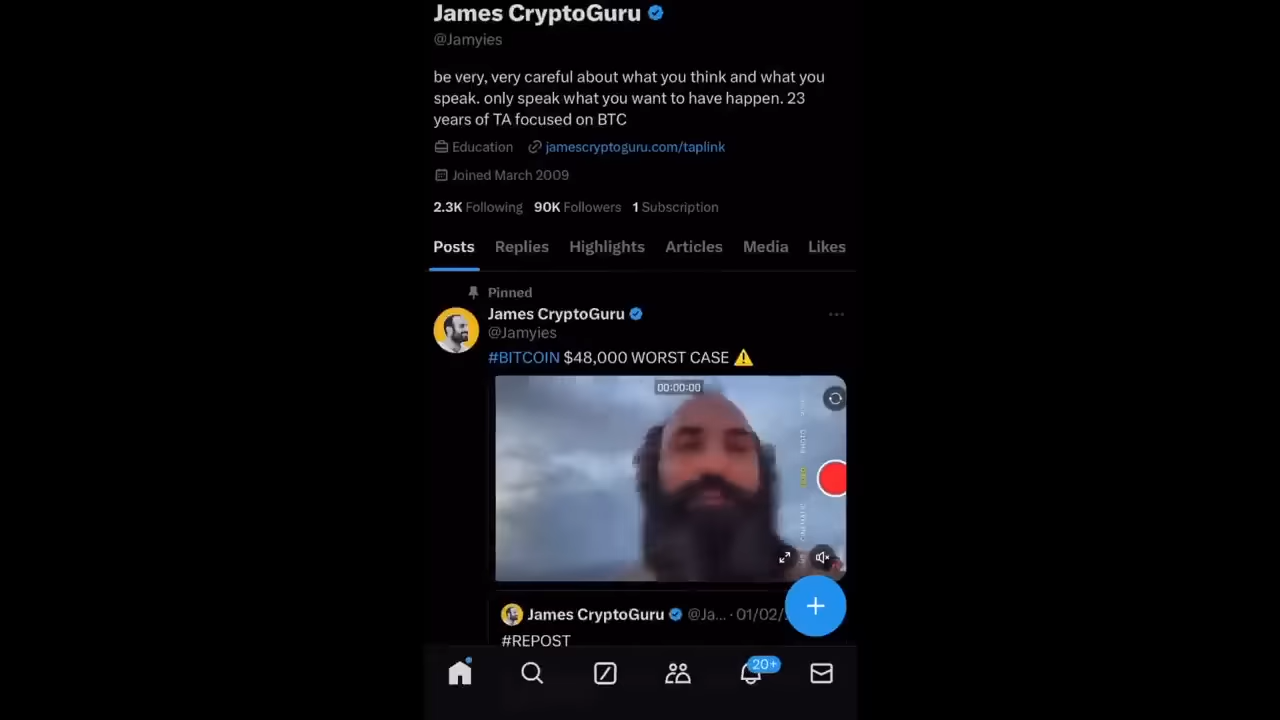 James CryptoGuru
@Jamyies
be very, very careful about what you think and what you
speak. only speak what you want to have happen. 23
years of TA focused on BTC
Education jamescryptoguru.com/taplink
Joined March 2009
2.3K Following 90K Followers 1 Subscription
Posts Replies Highlights Articles Media Likes
Pinned
James CryptoGuru
@Jamyies
#BITCOIN $48,000 WORST CASE
00:00:00
PHOTO
CINEMATIC
James CryptoGuru @Ja... · 01/02/
#REPOST
20+